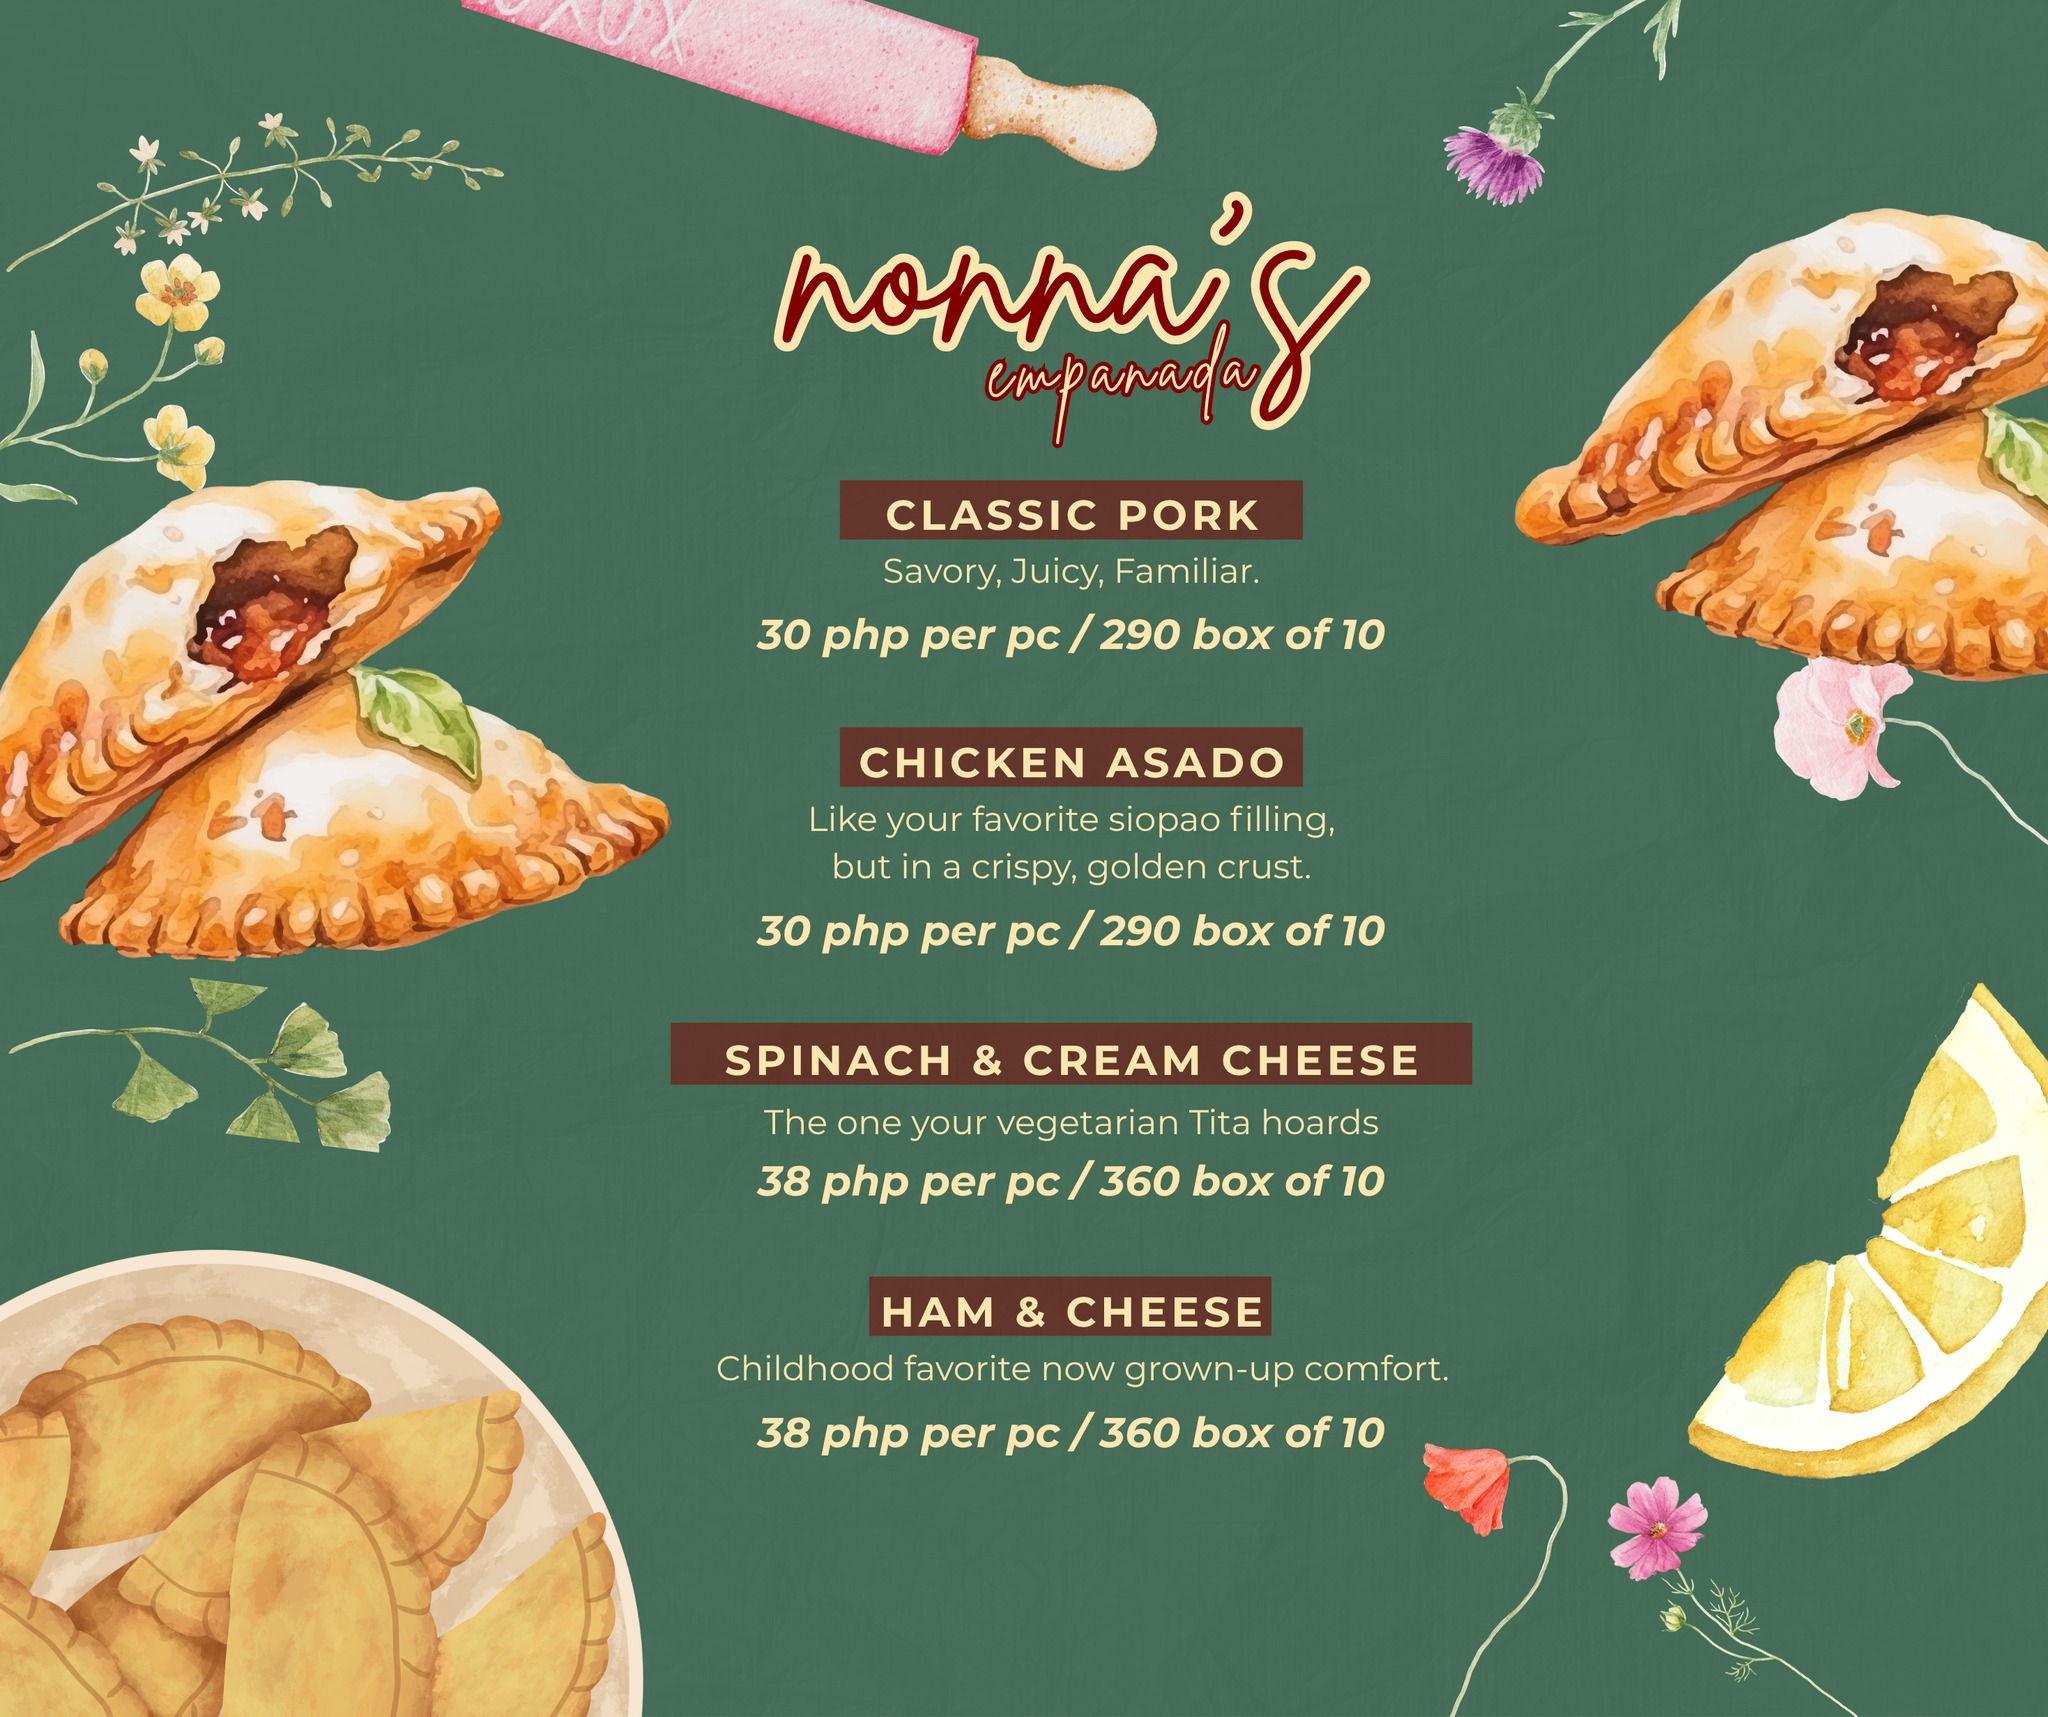 xoxox
nonna's
empanada
CLASSIC PORK
Savory, Juicy, Familiar.
30 php per pc / 290 box of 10
CHICKEN ASADO
Like your favorite siopao filling,
but in a crispy, golden crust.
30 php per pc / 290 box of 10
SPINACH & CREAM CHEESE
The one your vegetarian Tita hoards
38 php per pc / 360 box of 10
HAM & CHEESE
Childhood favorite now grown-up comfort.
38 php per pc / 360 box of 10